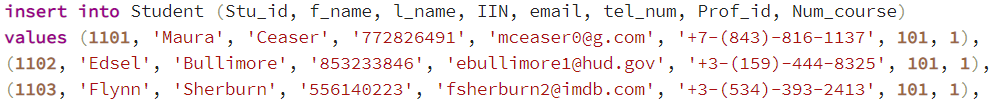 insert into Student (Stu_id, f_name, l_name, IIN, email, tel_num, Prof_id, Num_course)
values (1101, 'Maura', 'Ceaser', '772826491', 'mceaser0@g.com', '+7-(843)-816-1137', 101, 1),
(1102, 'Edsel', 'Bullimore', '853233846', 'ebullimore1@hud.gov', '+3-(159)-444-8325', 101, 1),
(1103, 'Flynn', 'Sherburn', '556140223', 'fsherburn2@imdb.com', '+3-(534)-393-2413', 101, 1),